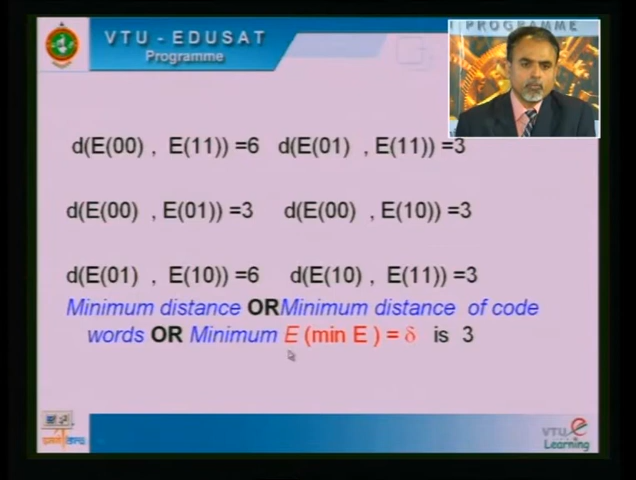 VTU - EDUSAT
Programme
T PROGRAMME
d(E(00) , E(11)) =6 d(E(01) , E(11)) =3
d(E(00) , E(01)) =3 d(E(00) , E(10)) =3
d(E(01) , E(10)) =6 d(E(10) , E(11)) =3
Minimum distance OR Minimum distance of code
words OR Minimum E (min E ) = δ is 3
VTU e
Learning